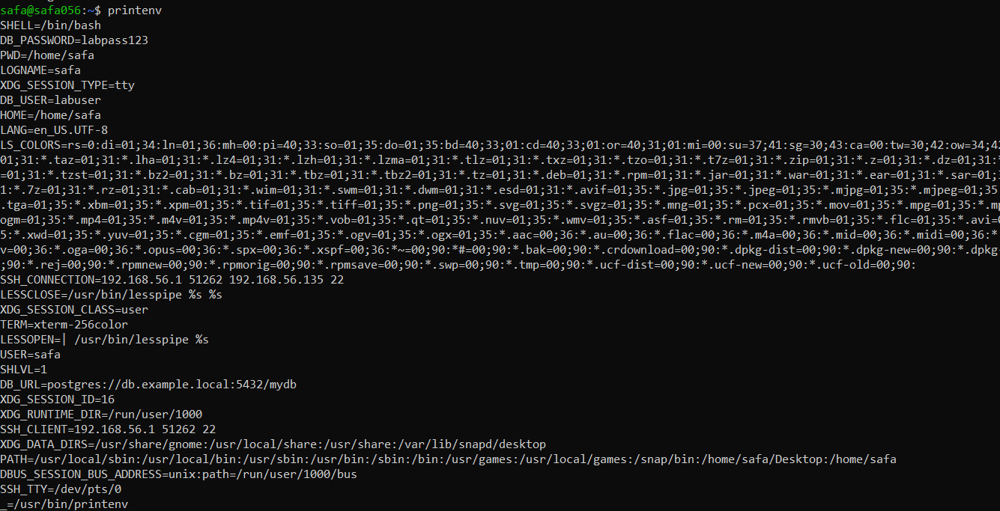 safa@safa056:~$ printenv
SHELL=/bin/bash
DB_PASSWORD=labpass123
PWD=/home/safa
LOGNAME=safa
XDG_SESSION_TYPE=tty
DB_USER=labuser
HOME=/home/safa
LANG=en_US.UTF-8
LS_COLORS=rs=0:di=01;34:ln=01;36:mh=00:pi=40;33:so=01;35:do=01;35:bd=40;33;01:cd=40;33;01:or=40;31;01:mi=00:su=37;41:sg=30;43:ca=00:tw=30;42:ow=34;42
01;31:*.taz=01;31:*.lha=01;31:*.lz4=01;31:*.lzh=01;31:*.lzma=01;31:*.tlz=01;31:*.txz=01;31:*.tzo=01;31:*.t7z=01;31:*.zip=01;31:*.z=01;31:*.dz=01;31:*
=01;31:*.tzst=01;31:*.bz2=01;31:*.bz=01;31:*.tbz=01;31:*.tbz2=01;31:*.tz=01;31:*.deb=01;31:*.rpm=01;31:*.jar=01;31:*.war=01;31:*.ear=01;31:*.sar=01;3
1:*.7z=01;31:*.rz=01;31:*.cab=01;31:*.wim=01;31:*.swm=01;31:*.dwm=01;31:*.esd=01;31:*.avif=01;35:*.jpg=01;35:*.jpeg=01;35:*.mjpg=01;35:*.mjpeg=01;35
.tga=01;35:*.xbm=01;35:*.xpm=01;35:*.tif=01;35:*.tiff=01;35:*.png=01;35:*.svg=01;35:*.svgz=01;35:*.mng=01;35:*.pcx=01;35:*.mov=01;35:*.mpg=01;35:*.mp
ogm=01;35:*.mp4=01;35:*.m4v=01;35:*.mp4v=01;35:*.vob=01;35:*.qt=01;35:*.nuv=01;35:*.wmv=01;35:*.asf=01;35:*.rm=01;35:*.rmvb=01;35:*.flc=01;35:*.avi=0
5:*.xwd=01;35:*.yuv=01;35:*.cgm=01;35:*.emf=01;35:*.ogv=01;35:*.ogx=01;35:*.aac=00;36:*.au=00;36:*.flac=00;36:*.m4a=00;36:*.mid=00;36:*.midi=00;36:*
v=00;36:*.oga=00;36:*.opus=00;36:*.spx=00;36:*.xspf=00;36:*~=00;90:*#=00;90:*.bak=00;90:*.crdownload=00;90:*.dpkg-dist=00;90:*.dpkg-new=00;90:*.dpkg-
;90:*.rej=00;90:*.rpmnew=00;90:*.rpmorig=00;90:*.rpmsave=00;90:*.swp=00;90:*.tmp=00;90:*.ucf-dist=00;90:*.ucf-new=00;90:*.ucf-old=00;90:
SSH_CONNECTION=192.168.56.1 51262 192.168.56.135 22
LESSCLOSE=/usr/bin/lesspipe %s %s
XDG_SESSION_CLASS=user
TERM=xterm-256color
LESSOPEN=| /usr/bin/lesspipe %s
USER=safa
SHLVL=1
DB_URL=postgres://db.example.local:5432/mydb
XDG_SESSION_ID=16
XDG_RUNTIME_DIR=/run/user/1000
SSH_CLIENT=192.168.56.1 51262 22
XDG_DATA_DIRS=/usr/share/gnome:/usr/local/share:/usr/share:/var/lib/snapd/desktop
PATH=/usr/local/sbin:/usr/local/bin:/usr/sbin:/usr/bin:/sbin:/bin:/usr/games:/usr/local/games:/snap/bin:/home/safa/Desktop:/home/safa
DBUS_SESSION_BUS_ADDRESS=unix:path=/run/user/1000/bus
SSH_TTY=/dev/pts/0
_=/usr/bin/printenv